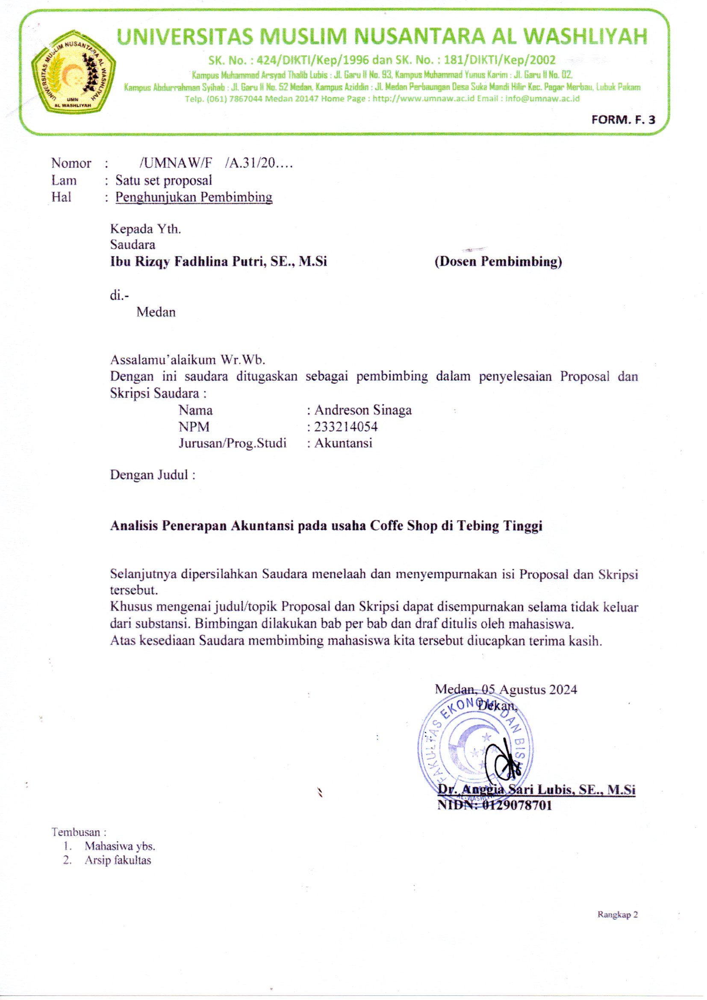 UNIVERSITAS MUSLIM NUSANTARA AL WASHLIYAH
SK. No. : 424/DIKTI/Kep/1996 dan SK. No. : 181/DIKTI/Kep/2002
Kampus Muhammad Arsyad Thalib Lubis : Jl. Garu II No. 93, Kampus Muhammad Yunus Karim : Jl. Garu II No. 02,
Kampus Abdurrahman Syihab : Jl. Garu II No. 52 Medan, Kampus Aziddin : Jl. Medan Perbaungan Desa Suka Mandi Hilir Kec. Pagar Merbau, Lubuk Pakam
Telp. (061) 7867044 Medan 20147 Home Page : http://www.umnaw.ac.id Email : info@umnaw.ac.id
UNIVERSITAS MUSLIM NUSANTARA AL WASHLIYAH
UMN
AL WASHLIYAH
FORM. F. 3
Nomor : /UMNAW/F /A.31/20....
Lam : Satu set proposal
Hal : Penghunjukan Pembimbing
Kepada Yth.
Saudara
Ibu Rizqy Fadhlina Putri, SE., M.Si (Dosen Pembimbing)
di.-
Medan
Assalamu’alaikum Wr.Wb.
Dengan ini saudara ditugaskan sebagai pembimbing dalam penyelesaian Proposal dan
Skripsi Saudara :
Nama : Andreson Sinaga
NPM : 233214054
Jurusan/Prog.Studi : Akuntansi
Dengan Judul :
Analisis Penerapan Akuntansi pada usaha Coffe Shop di Tebing Tinggi
Selanjutnya dipersilahkan Saudara menelaah dan menyempurnakan isi Proposal dan Skripsi
tersebut.
Khusus mengenai judul/topik Proposal dan Skripsi dapat disempurnakan selama tidak keluar
dari substansi. Bimbingan dilakukan bab per bab dan draf ditulis oleh mahasiswa.
Atas kesediaan Saudara membimbing mahasiswa kita tersebut diucapkan terima kasih.
Medan, 05 Agustus 2024
Dekan,
FAKULTAS EKONOMI DAN BISNIS
AL-WASHLIYAH
Dr. Anggia Sari Lubis, SE., M.Si
NIDN: 0129078701
Tembusan :
1. Mahasiwa ybs.
2. Arsip fakultas
Rangkap 2